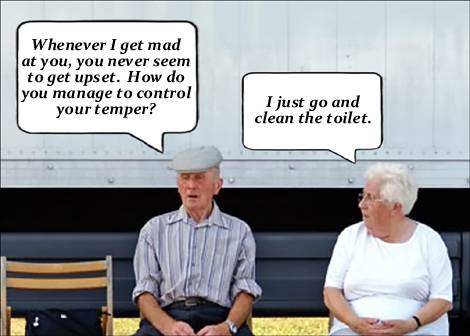 Whenever I get mad
at you, you never seem
to get upset.  How do
you manage to control
your temper?
I just go and
clean the toilet.